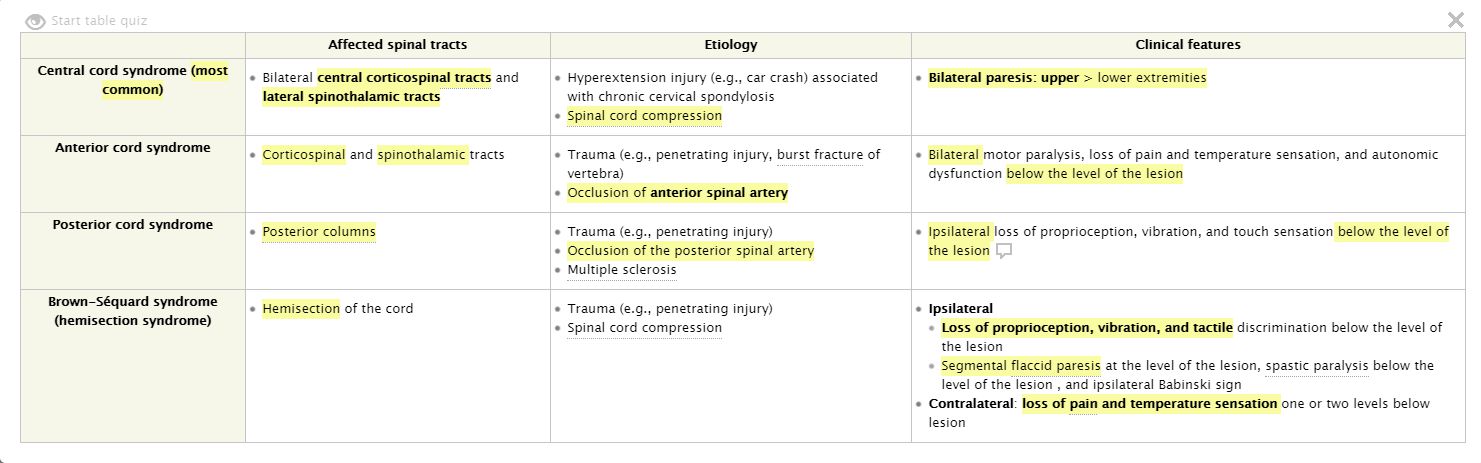 Start table quiz
Affected spinal tracts
Etiology
Clinical features
Central cord syndrome (most
common)
Bilateral central corticospinal tracts and
lateral spinothalamic tracts
Hyperextension injury (e.g., car crash) associated
with chronic cervical spondylosis
Spinal cord compression
Bilateral paresis: upper > lower extremities
Anterior cord syndrome
Corticospinal and spinothalamic tracts
Trauma (e.g., penetrating injury, burst fracture of
vertebra)
Occlusion of anterior spinal artery
Bilateral motor paralysis, loss of pain and temperature sensation, and autonomic
dysfunction below the level of the lesion
Posterior cord syndrome
Posterior columns
Trauma (e.g., penetrating injury)
Occlusion of the posterior spinal artery
Multiple sclerosis
Ipsilateral loss of proprioception, vibration, and touch sensation below the level of
the lesion
Brown-Séquard syndrome
(hemisection syndrome)
Hemisection of the cord
Trauma (e.g., penetrating injury)
Spinal cord compression
Ipsilateral
Loss of proprioception, vibration, and tactile discrimination below the level of
the lesion
Segmental flaccid paresis at the level of the lesion, spastic paralysis below the
level of the lesion , and ipsilateral Babinski sign
Contralateral: loss of pain and temperature sensation one or two levels below
lesion